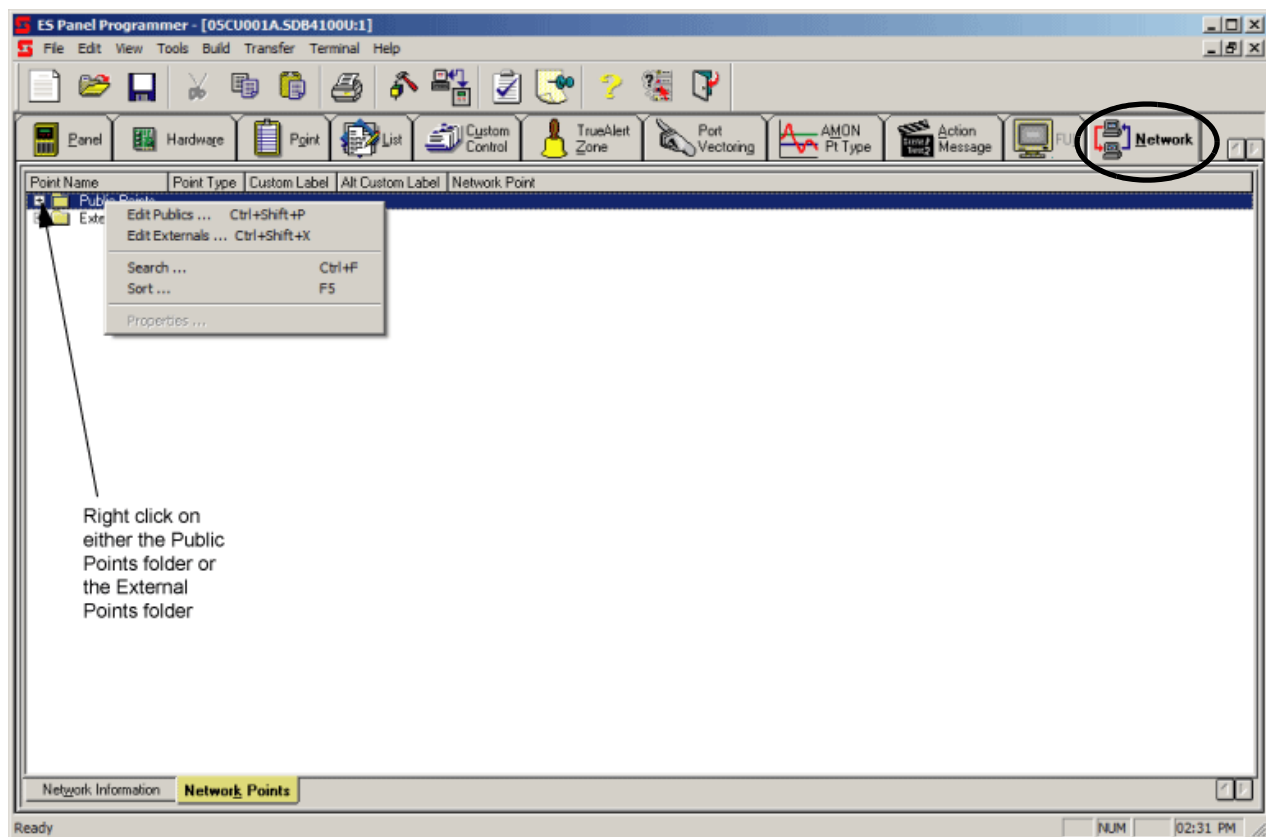 ES Panel Programmer - [05CU001A.SDB4100U:1]
File Edit View Tools Build Transfer Terminal Help
Panel Hardware Point List Custom Control TrueAlert Zone Port Vectoring AMON Pt Type Action Message FU Network
Point Name Point Type Custom Label Alt Custom Label Network Point
Public Points
Exte
Edit Publics ... Ctrl+Shift+P
Edit Externals ... Ctrl+Shift+X
Search ... Ctrl+F
Sort ... F5
Properties ...
Right click on
either the Public
Points folder or
the External
Points folder
Network Information Network Points
Ready NUM 02:31 PM